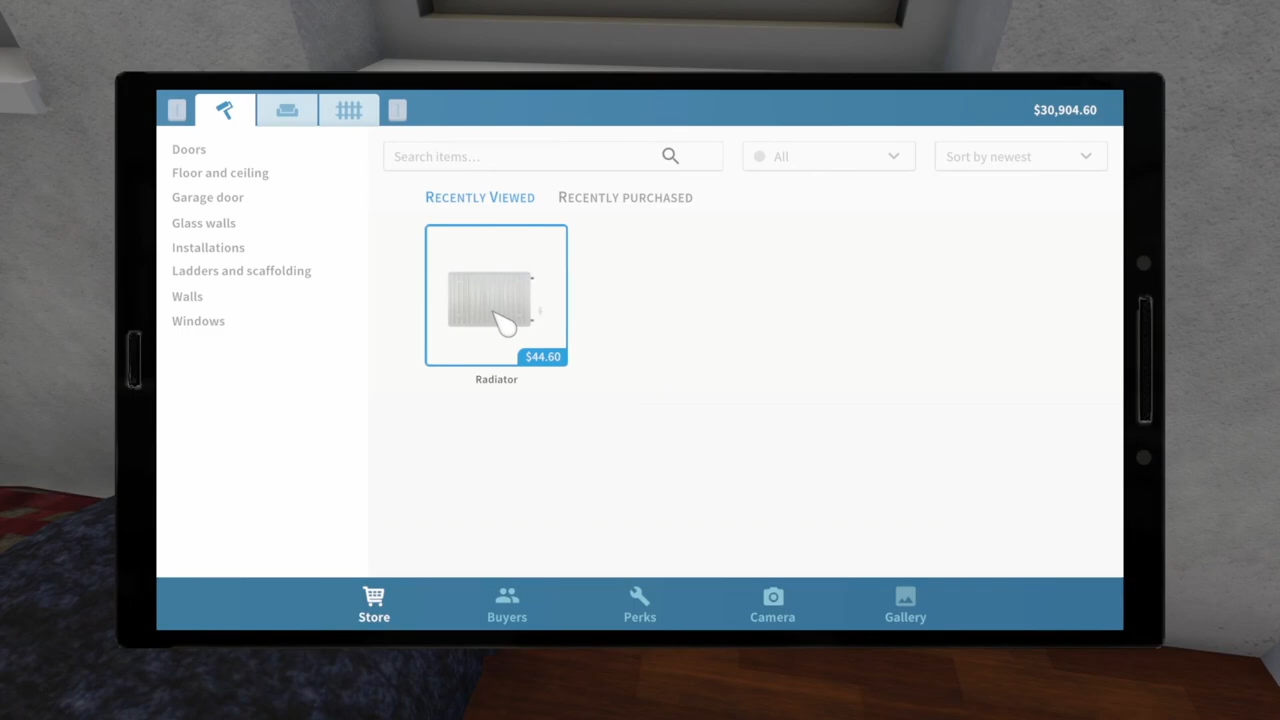 $30,904.60
Doors
Floor and ceiling
Garage door
Glass walls
Installations
Ladders and scaffolding
Walls
Windows
Search items...
All
Sort by newest
RECENTLY VIEWED
RECENTLY PURCHASED
$44.60
Radiator
Store
Buyers
Perks
Camera
Gallery